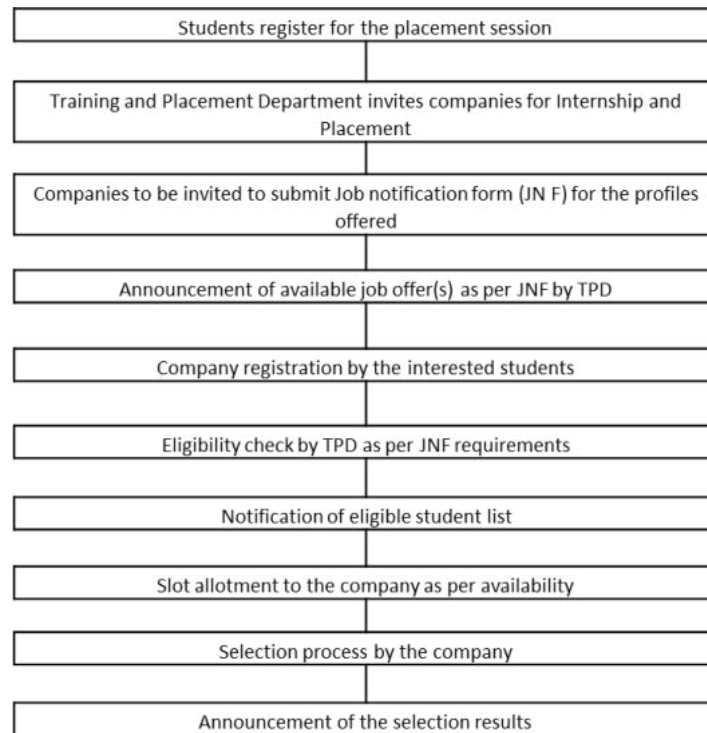 Students register for the placement session
Training and Placement Department invites companies for Internship and
Placement
Companies to be invited to submit Job notification form (JN F) for the profiles
offered
Announcement of available job offer(s) as per JNF by TPD
Company registration by the interested students
Eligibility check by TPD as per JNF requirements
Notification of eligible student list
Slot allotment to the company as per availability
Selection process by the company
Announcement of the selection results